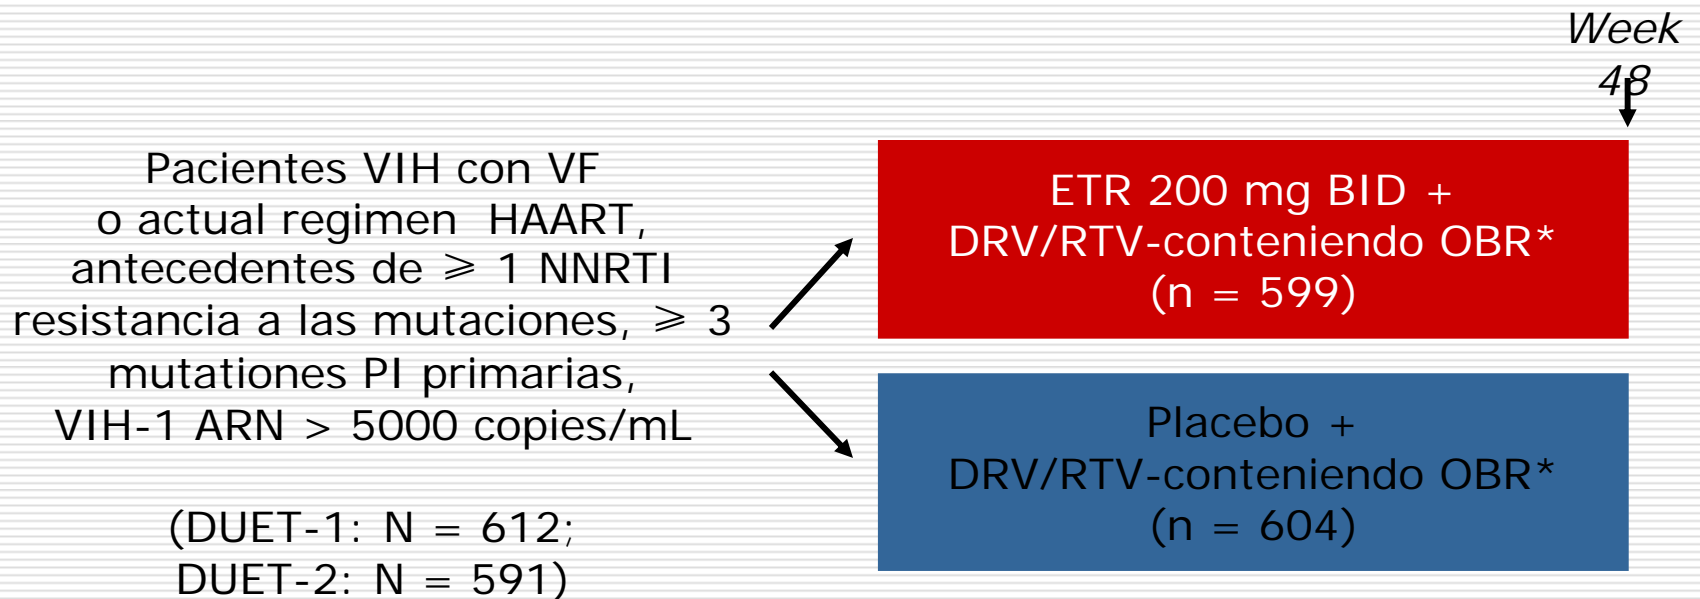 Week
48
Pacientes VIH con VF
o actual regimen HAART,
antecedentes de ⩾ 1 NNRTI
resistancia a las mutaciones, ⩾ 3
mutationes PI primarias,
VIH-1 ARN > 5000 copies/mL
(DUET-1: N = 612;
DUET-2: N = 591)
ETR 200 mg BID +
DRV/RTV-conteniendo OBR*
(n = 599)
Placebo +
DRV/RTV-conteniendo OBR*
(n = 604)